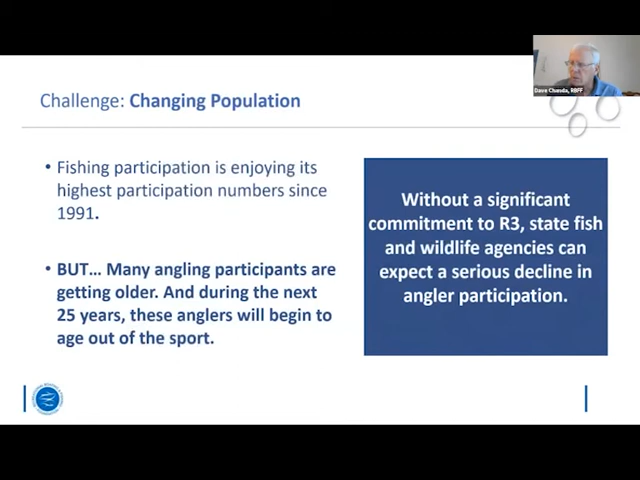 Dave Chanda, RBFF
Challenge: Changing Population
• Fishing participation is enjoying its
highest participation numbers since
1991.
• BUT... Many angling participants are
getting older. And during the next
25 years, these anglers will begin to
age out of the sport.
Without a significant
commitment to R3, state fish
and wildlife agencies can
expect a serious decline in
angler participation.